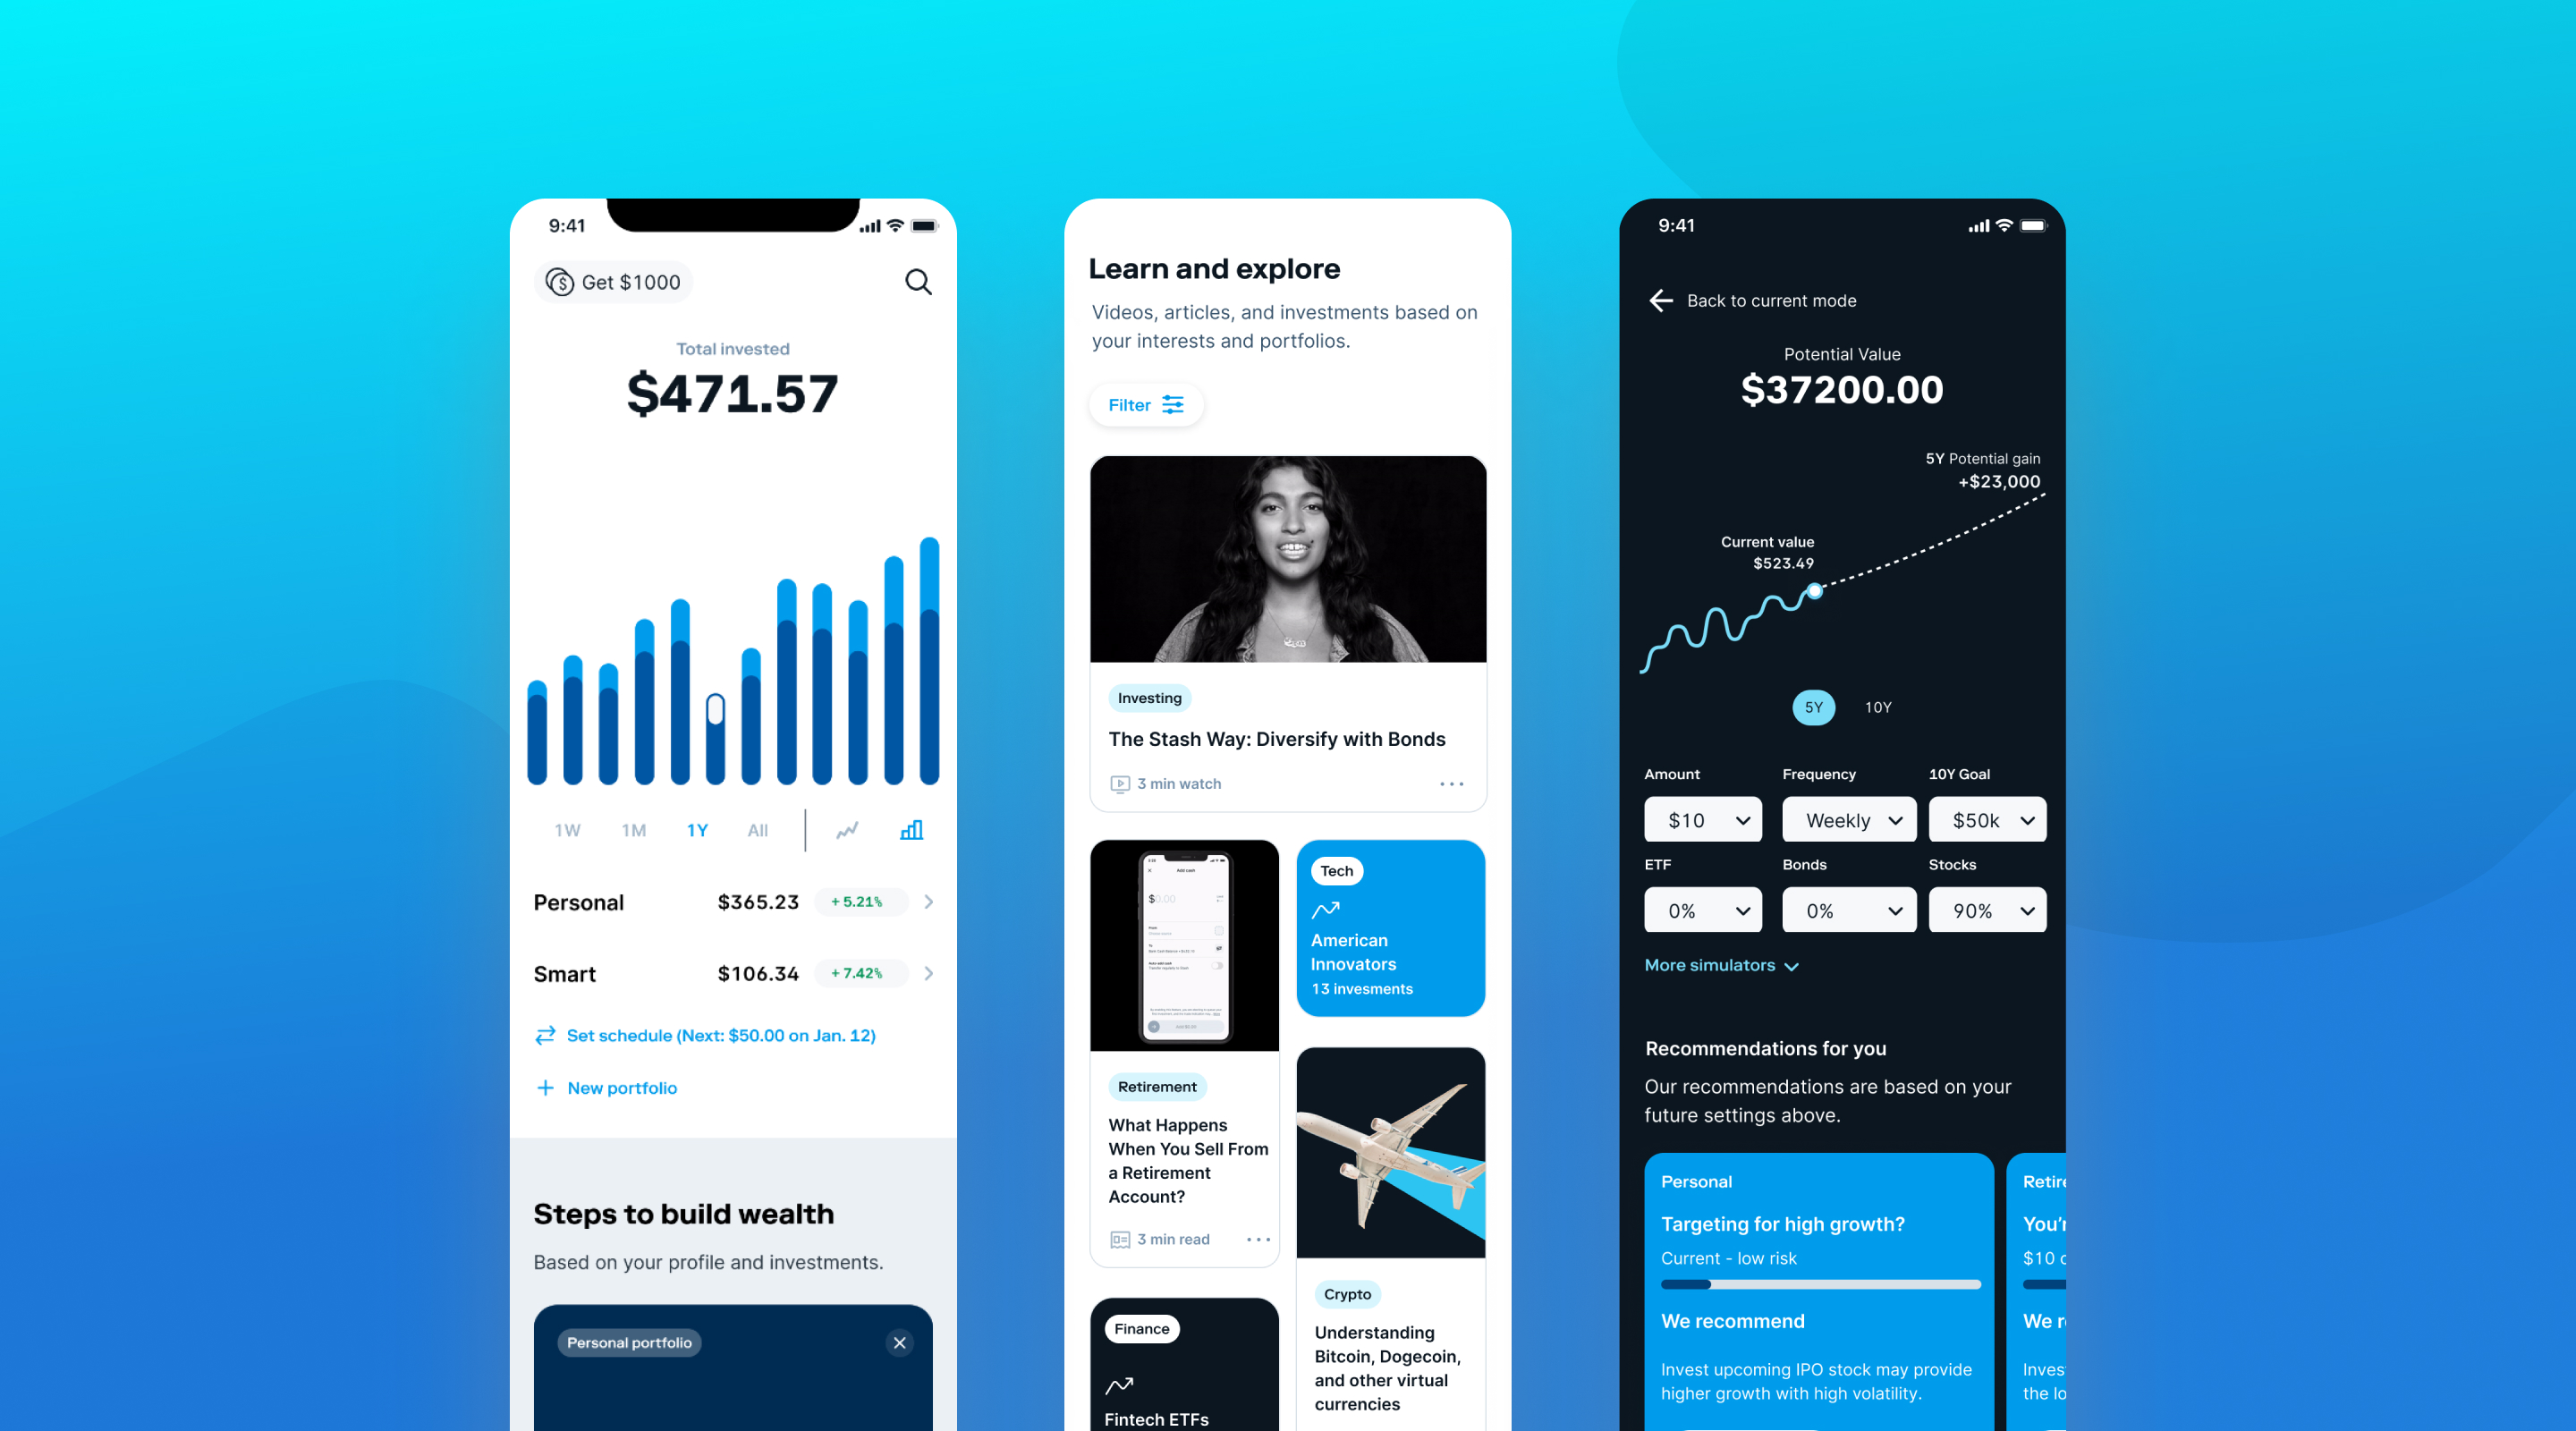 9:41
Get $1000
Total invested
$471.57
1W 1M 1Y All
Personal $365.23 + 5.21%
Smart $106.34 + 7.42%
Set schedule (Next: $50.00 on Jan. 12)
New portfolio
Steps to build wealth
Based on your profile and investments.
Personal portfolio
Learn and explore
Videos, articles, and investments based on
your interests and portfolios.
Filter
Investing
The Stash Way: Diversify with Bonds
3 min watch
Add cash
$0.00
Retirement
What Happens
When You Sell From
a Retirement
Account?
3 min read
Finance
Fintech ETFs
Tech
American
Innovators
13 invesments
Crypto
Understanding
Bitcoin, Dogecoin,
and other virtual
currencies
9:41
Back to current mode
Potential Value
$37200.00
5Y Potential gain
+$23,000
Current value
$523.49
5Y 10Y
Amount Frequency 10Y Goal
$10 Weekly $50k
ETF Bonds Stocks
0% 0% 90%
More simulators
Recommendations for you
Our recommendations are based on your
future settings above.
Personal
Targeting for high growth?
Current - low risk
We recommend
Invest upcoming IPO stock may provide
higher growth with high volatility.
Retire
You'r
$10 c
We r
Inves
the lo